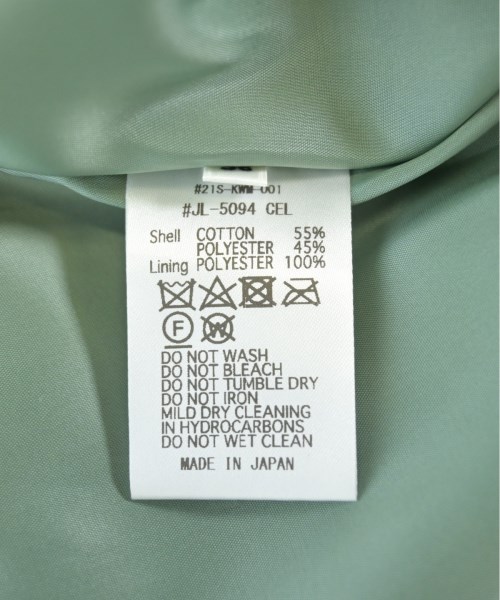 #21S-KWM-001
#JL-5094 CEL
Shell COTTON 55%
POLYESTER 45%
Lining POLYESTER 100%
F W
DO NOT WASH
DO NOT BLEACH
DO NOT TUMBLE DRY
DO NOT IRON
MILD DRY CLEANING
IN HYDROCARBONS
DO NOT WET CLEAN
MADE IN JAPAN